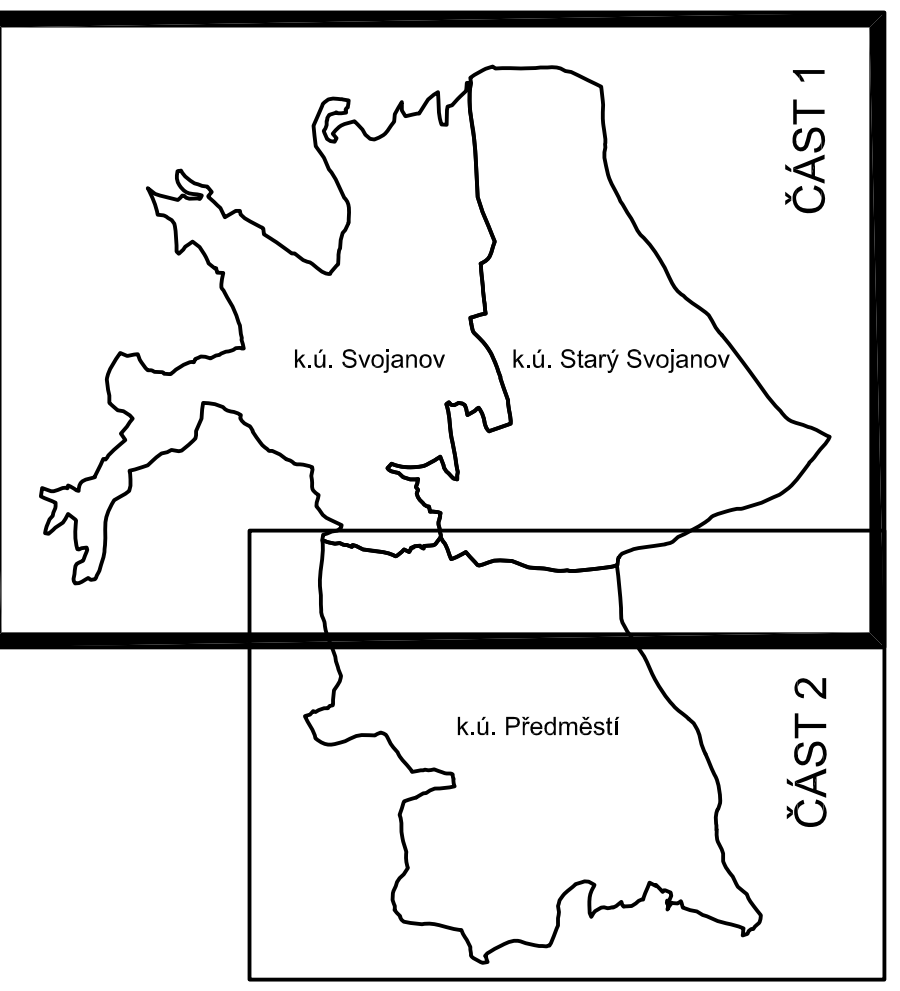 ČÁST 1
k.ú. Svojanov
k.ú. Starý Svojanov
ČÁST 2
k.ú. Předměstí